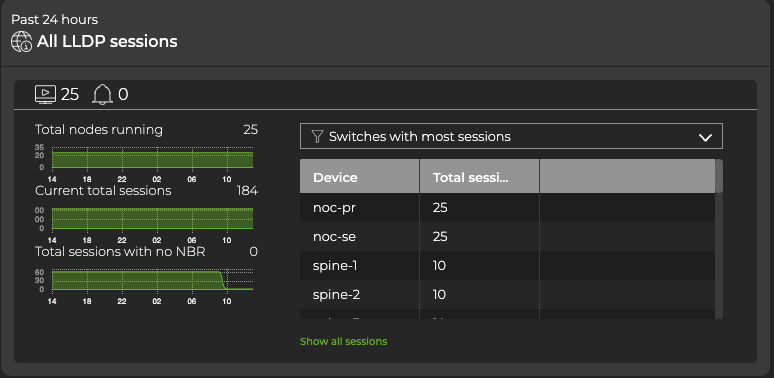 Past 24 hours
All LLDP sessions
25 0
Total nodes running 25
35
20
0
14 18 22 02 06 10
Current total sessions 184
00
00
0
14 18 22 02 06 10
Total sessions with no NBR 0
60
30
0
14 18 22 02 06 10
Switches with most sessions
Device Total sessi...
noc-pr 25
noc-se 25
spine-1 10
spine-2 10
Show all sessions